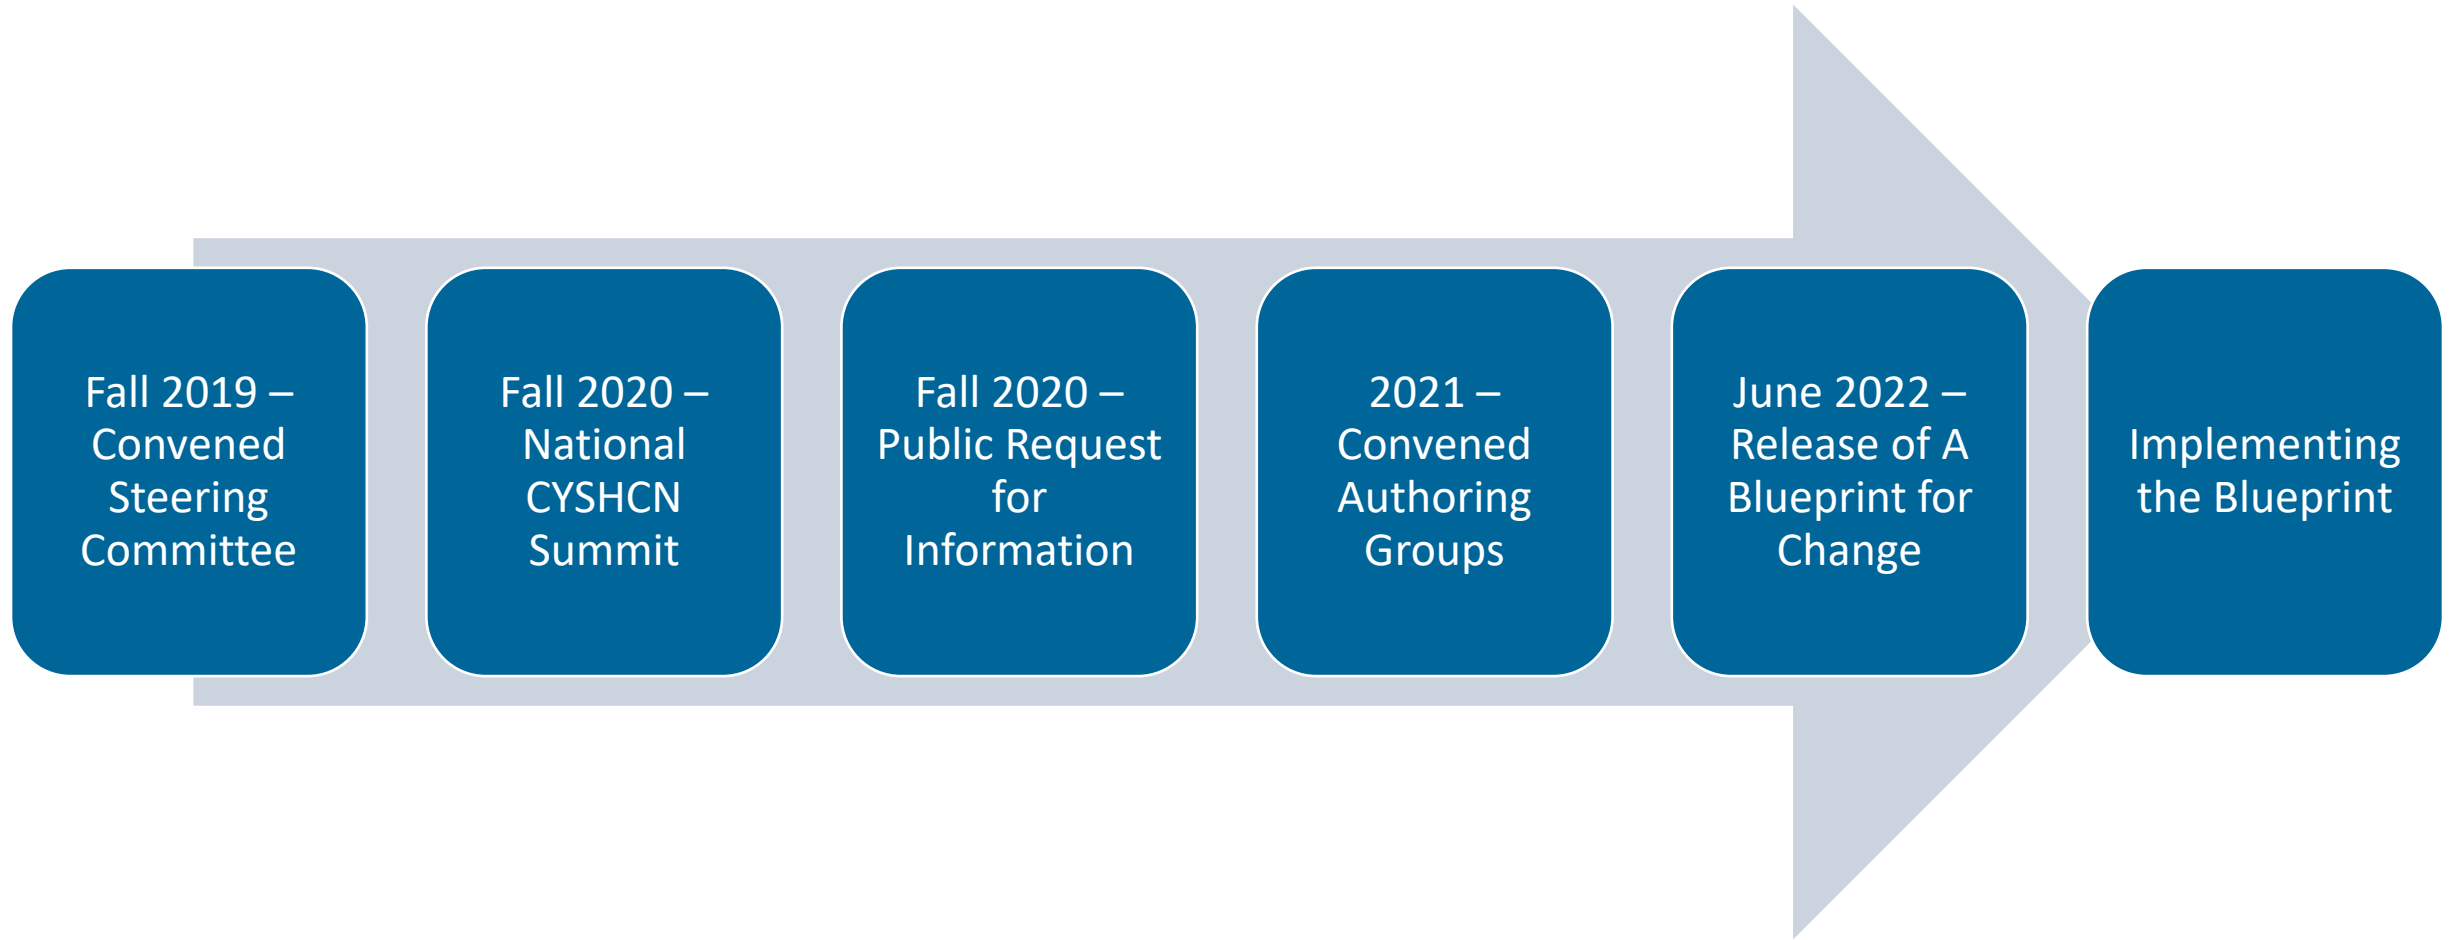 Fall 2019 –
Convened
Steering
Committee
Fall 2020 –
National
CYSHCN
Summit
Fall 2020 –
Public Request
for
Information
2021 –
Convened
Authoring
Groups
June 2022 –
Release of A
Blueprint for
Change
Implementing
the Blueprint